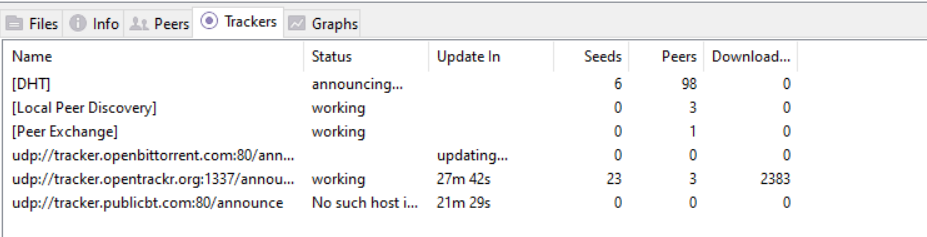 Files Info Peers Trackers Graphs
Name Status Update In Seeds Peers Download...
[DHT] announcing... 6 98 0
[Local Peer Discovery] working 0 3 0
[Peer Exchange] working 0 1 0
udp://tracker.openbittorrent.com:80/ann... updating... 0 0 0
udp://tracker.opentrackr.org:1337/annou... working 27m 42s 23 3 2383
udp://tracker.publicbt.com:80/announce No such host i... 21m 29s 0 0 0